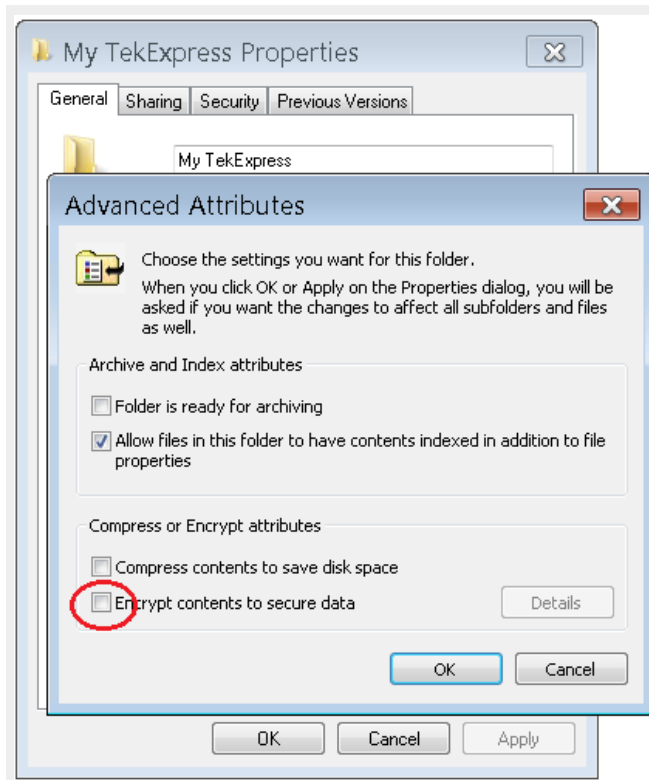 My TekExpress Properties
General
Sharing
Security
Previous Versions
My TekExpress
Advanced Attributes
Choose the settings you want for this folder.
When you click OK or Apply on the Properties dialog, you will be
asked if you want the changes to affect all subfolders and files
as well.
Archive and Index attributes
Folder is ready for archiving
Allow files in this folder to have contents indexed in addition to file
properties
Compress or Encrypt attributes
Compress contents to save disk space
Encrypt contents to secure data
Details
OK
Cancel
OK
Cancel
Apply